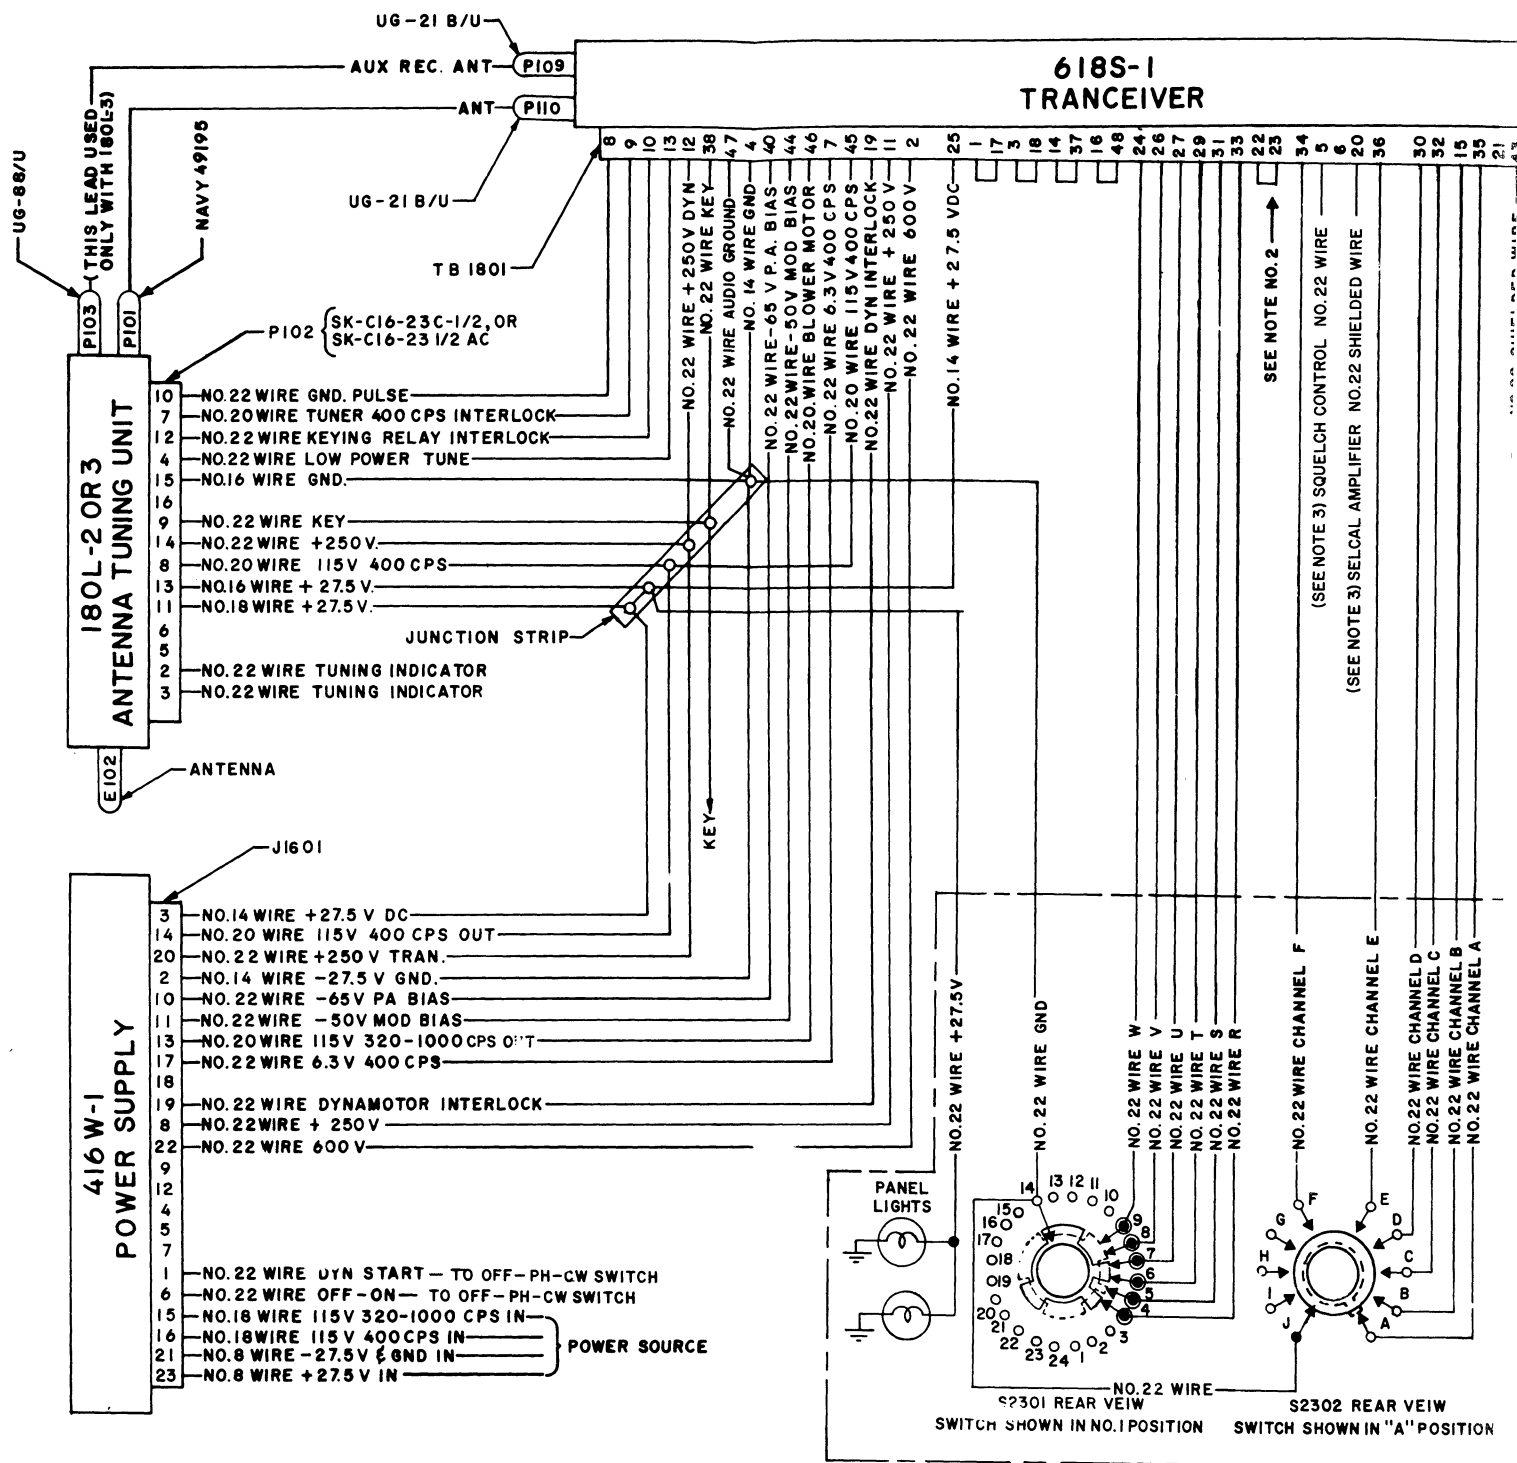 UG-21 B/U
AUX REC. ANT
P109
618S-1
TRANCEIVER
ANT
P110
UG-21 B/U
TB 1801
8 9 10 13 12 38 47 4 40 44 46 7 45 19 11 2 25 1 17 3 18 14 37 16 48 24 26 27 29 31 33 22 23 34 5 6 20 36 30 32 15 35 21 43
UG-88/U
(THIS LEAD USED
ONLY WITH 180L-3)
NAVY 49195
P103
P101
P102
SK-C16-23C-1/2, OR
SK-C16-23 1/2 AC
NO.22 WIRE +250V DYN
NO.22 WIRE KEY
NO.22 WIRE AUDIO GROUND
NO.14 WIRE GND
NO.22 WIRE-65 V P.A. BIAS
NO.22 WIRE-50V MOD BIAS
NO.20.WIRE BLOWER MOTOR
NO.22 WIRE 6.3V 400 CPS
NO.20 WIRE 115V 400 CPS
NO.22 WIRE DYN INTERLOCK
NO.22 WIRE +250 V
NO.22 WIRE 600V
NO.14 WIRE +27.5 VDC
SEE NOTE NO.2
(SEE NOTE 3) SQUELCH CONTROL NO.22 WIRE
(SEE NOTE 3) SELCAL AMPLIFIER NO.22 SHIELDED WIRE
180L-2 OR 3
ANTENNA TUNING UNIT
10 NO.22 WIRE GND. PULSE
7 NO.20 WIRE TUNER 400 CPS INTERLOCK
12 NO.22 WIRE KEYING RELAY INTERLOCK
4 NO.22 WIRE LOW POWER TUNE
15 NO.16 WIRE GND.
16
9 NO.22 WIRE KEY
14 NO.22 WIRE +250 V.
8 NO.20 WIRE 115V 400 CPS
13 NO.16 WIRE + 27.5 V.
11 NO.18 WIRE +27.5 V.
6
5
2 NO.22 WIRE TUNING INDICATOR
3 NO.22 WIRE TUNING INDICATOR
JUNCTION STRIP
E102
ANTENNA
KEY
J1601
416W-1
POWER SUPPLY
3 NO.14 WIRE +27.5 V DC
14 NO.20 WIRE 115V 400 CPS OUT
20 NO.22 WIRE +250 V TRAN.
2 NO.14 WIRE -27.5 V GND.
10 NO.22 WIRE -65V PA BIAS
11 NO.22 WIRE -50V MOD BIAS
13 NO.20 WIRE 115V 320-1000 CPS OUT
17 NO.22 WIRE 6.3 V 400 CPS
18
19 NO.22 WIRE DYNAMOTOR INTERLOCK
8 NO.22 WIRE + 250 V
22 NO.22 WIRE 600 V
9
12
4
5
7
1 NO.22 WIRE DYN START - TO OFF-PH-CW SWITCH
6 NO.22 WIRE OFF-ON - TO OFF-PH-CW SWITCH
15 NO.18 WIRE 115V 320-1000 CPS IN
16 NO.18 WIRE 115 V 400 CPS IN
21 NO.8 WIRE -27.5V & GND IN
23 NO.8 WIRE +27.5 V IN
POWER SOURCE
NO.22 WIRE +27.5V
NO.22 WIRE GND
NO.22 WIRE W
NO.22 WIRE V
NO.22 WIRE U
NO.22 WIRE T
NO.22 WIRE S
NO.22 WIRE R
NO.22 WIRE CHANNEL F
NO.22 WIRE CHANNEL E
NO.22 WIRE CHANNEL D
NO.22 WIRE CHANNEL C
NO.22 WIRE CHANNEL B
NO.22 WIRE CHANNEL A
PANEL
LIGHTS
14 13 12 11 10 9 8 7 6 5 4 3 2 1 24 23 22 21 20 19 18 17 16 15
F E D C B A J I H G
NO.22 WIRE
S2301 REAR VEIW
SWITCH SHOWN IN NO.1 POSITION
S2302 REAR VEIW
SWITCH SHOWN IN "A" POSITION